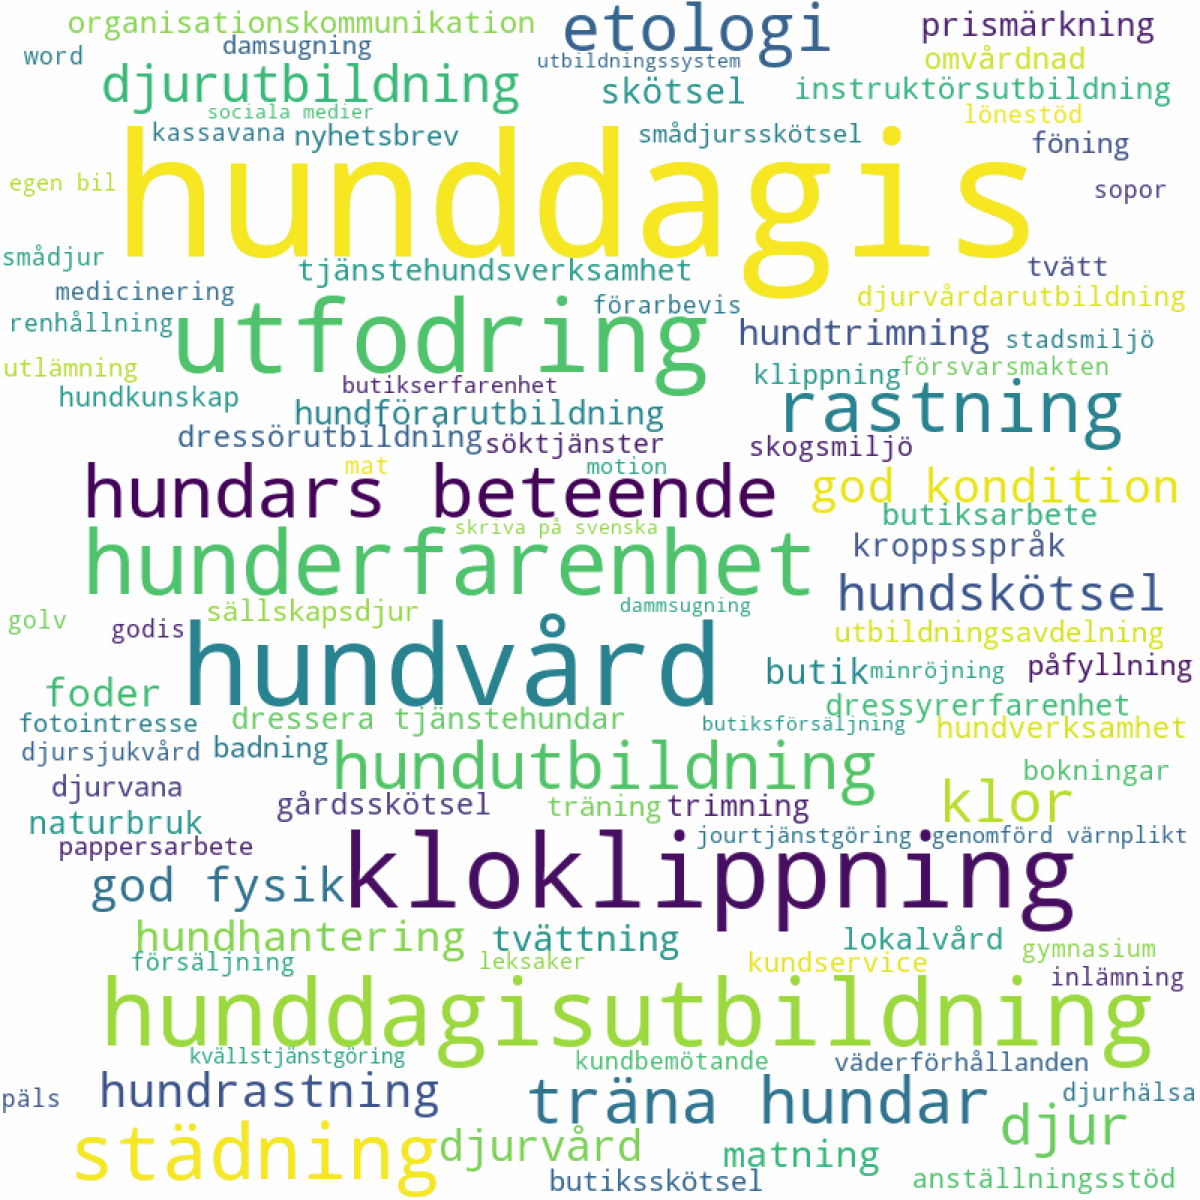 organisationskommunikation
etologi
prismärkning
word
damsugning
utbildningssystem
omvårdnad
djurutbildning
skötsel
instruktörsutbildning
sociala medier
lönestöd
kassavana
nyhetsbrev
smådjursskötsel
föning
hunddagis
egen bil
sopor
smådjur
tjänstehundsverksamhet
tvätt
medicinering
förarbevis
djurvårdarutbildning
renhållning
utfodring
hundtrimning
stadsmiljö
utlämning
butikserfarenhet
klippning
försvarsmakten
hundkunskap
hundförarutbildning
rastning
dressörutbildning
söktjänster
skogsmiljö
mat
motion
hundars beteende
god kondition
skriva på svenska
butiksarbete
hunderfarenhet
kroppsspråk
hundskötsel
golv
godis
sällskapsdjur
dammsugning
utbildningsavdelning
hundvård
butik
minröjning
påfyllning
foder
dressyrerfarenhet
fotointresse
dressera tjänstehundar
butiksförsäljning
hundverksamhet
djursjukvård
badning
hundutbildning
bokningar
djurvana
gårdsskötsel
träning
trimning
klor
naturbruk
jourtjänstgöring
genomförd värnplikt
pappersarbete
kloklippning
god fysik
hundhantering
tvättning
lokalvård
gymnasium
försäljning
leksaker
kundservice
inlämning
hunddagisutbildning
kvällstjänstgöring
kundbemötande
väderförhållanden
päls
hundrastning
träna hundar
djurhälsa
djur
städning
djurvård
matning
butiksskötsel
anställningsstöd